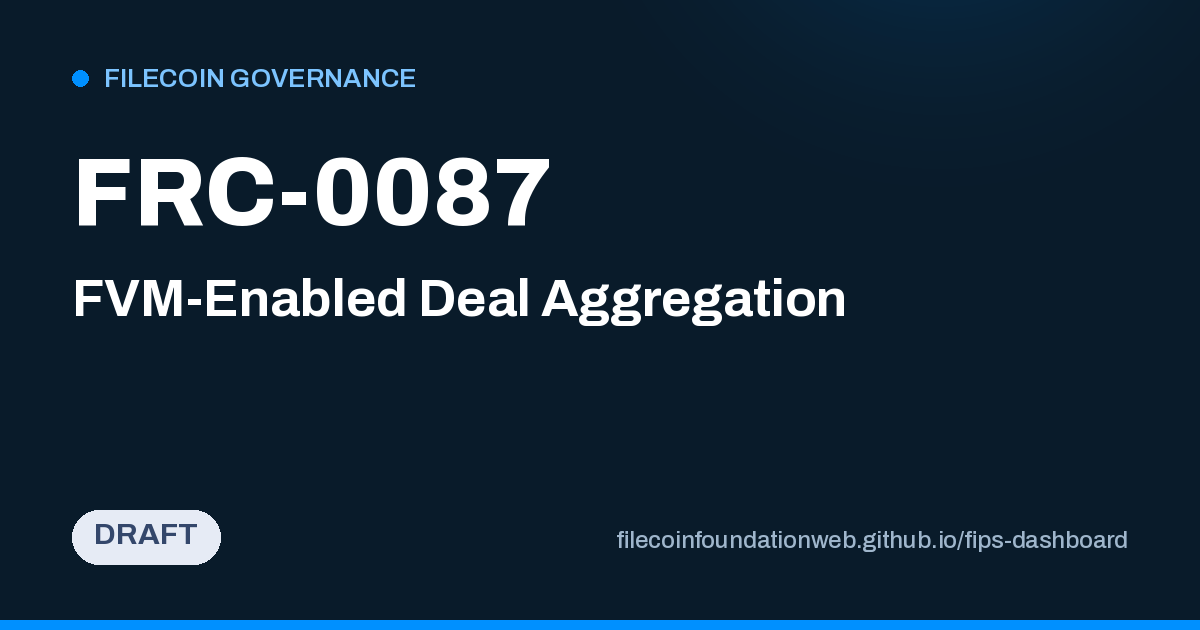 FILECOIN GOVERNANCE
FRC-0087
FVM-Enabled Deal Aggregation
DRAFT
filecoinfoundationweb.github.io/fips-dashboard